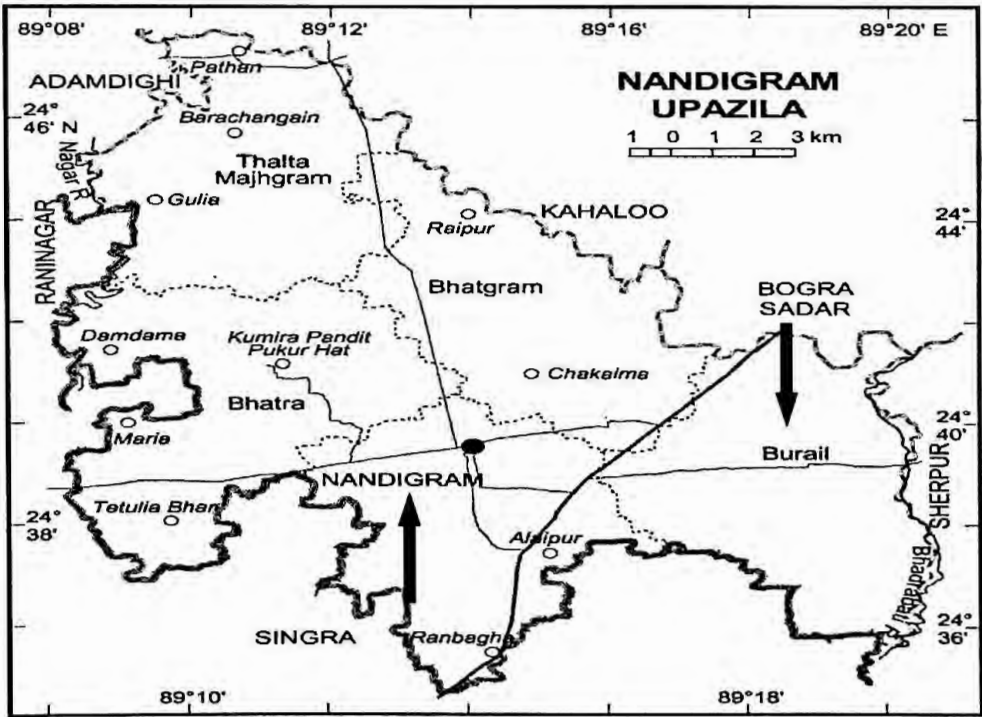 89°08'
89°12'
89°16'
89°20' E
Pathan
ADAMDIGHI
NANDIGRAM
UPAZILA
24°
46'
Barachangain
1 0 1 2 3 km
N Nagar R
Thalta
Majhgram
Gulia
KAHALOO
24°
44'
Raipur
RANINAGAR
Bhatgram
BOGRA
SADAR
Damdama
Kumira Pandit
Pukur Hat
Chakalma
Bhatra
Maria
24°
40'
Burail
NANDIGRAM
SHERPUR
Tetulia Bhar
24°
38'
Alaipur
Bhadrabati R
SINGRA
Ranbagha
24°
36'
89°10'
89°14'
89°18'